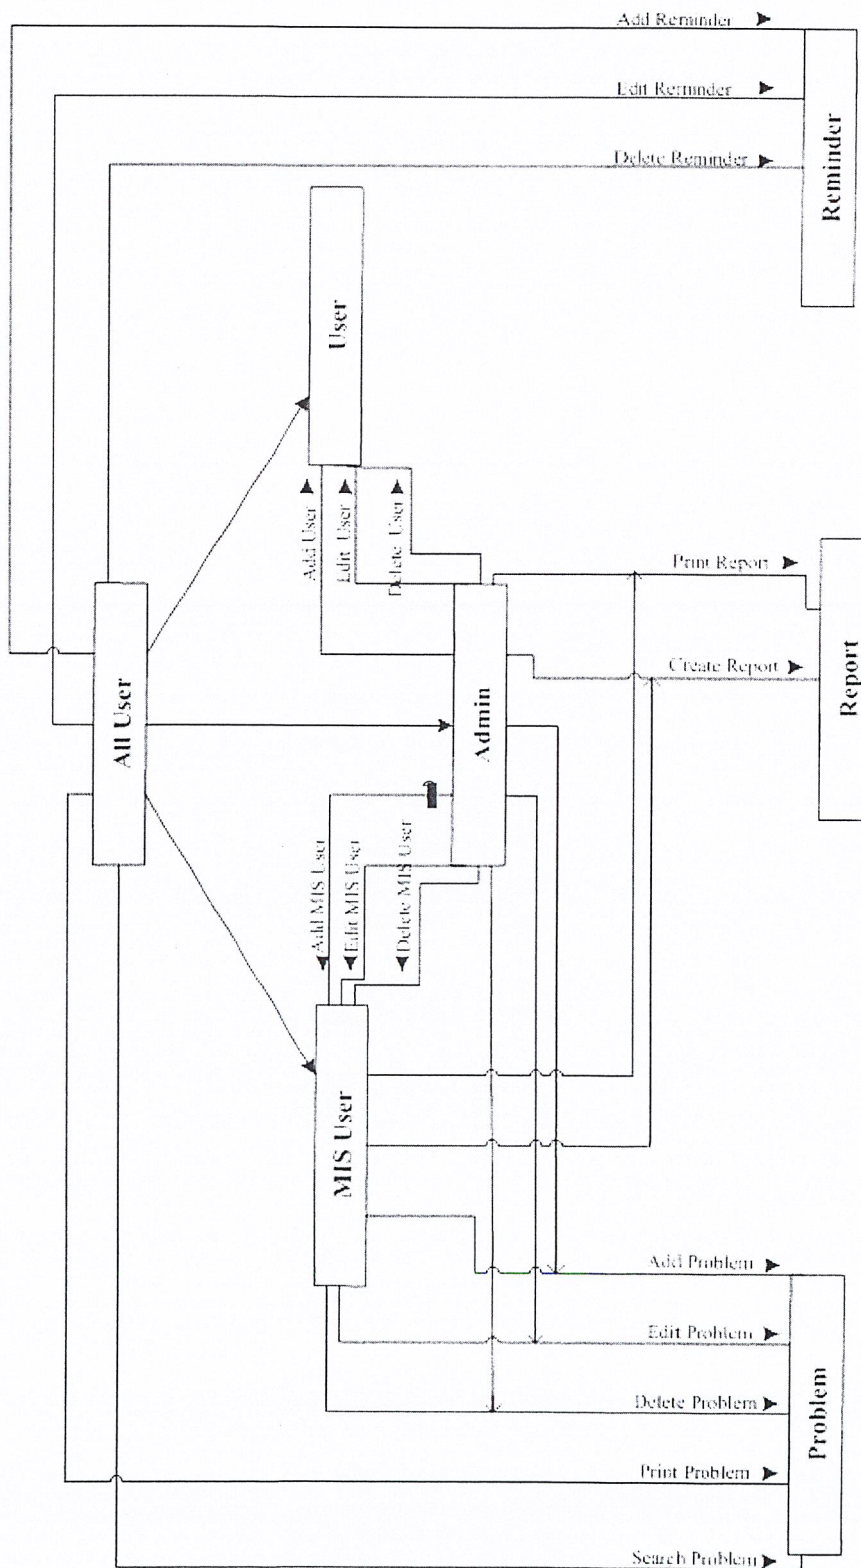 Add Reminder
Edit Reminder
Delete Reminder
Reminder
User
Add User
Edit User
Delete User
Print Report
Create Report
Report
All User
Admin
Add MIS User
Edit MIS User
Delete MIS User
MIS User
Add Problem
Edit Problem
Delete Problem
Print Problem
Search Problem
Problem